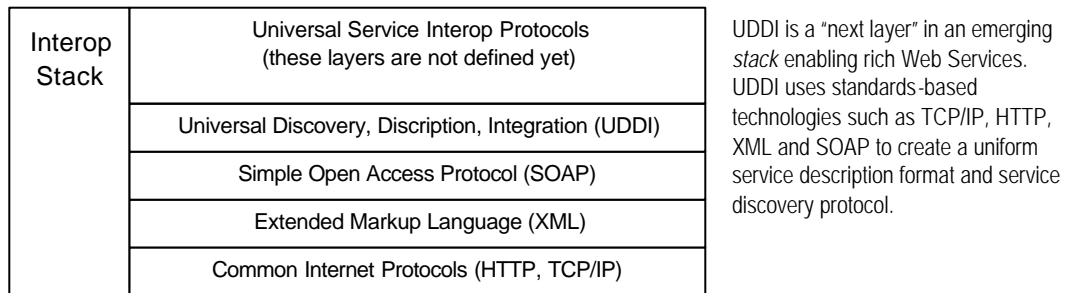 Interop
Stack
Universal Service Interop Protocols
(these layers are not defined yet)
Universal Discovery, Discription, Integration (UDDI)
Simple Open Access Protocol (SOAP)
Extended Markup Language (XML)
Common Internet Protocols (HTTP, TCP/IP)
UDDI is a “next layer” in an emerging
stack enabling rich Web Services.
UDDI uses standards-based
technologies such as TCP/IP, HTTP,
XML and SOAP to create a uniform
service description format and service
discovery protocol.